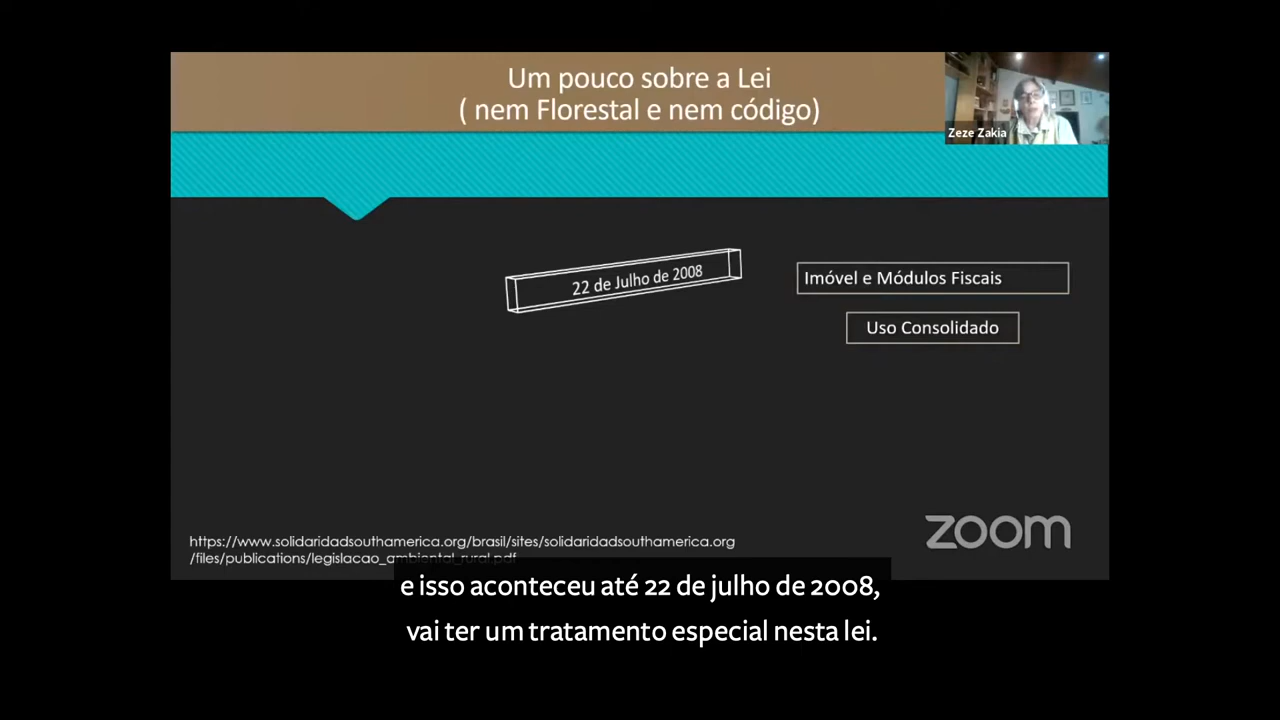 Um pouco sobre a Lei
( nem Florestal e nem código)
Zeze Zakia
22 de Julho de 2008
Imóvel e Módulos Fiscais
Uso Consolidado
https://www.solidaridadsouthamerica.org/brasil/sites/solidaridadsouthamerica.org
/files/publications/legislacao_ambiental_rural.pdf
zoom
e isso aconteceu até 22 de julho de 2008,
vai ter um tratamento especial nesta lei.